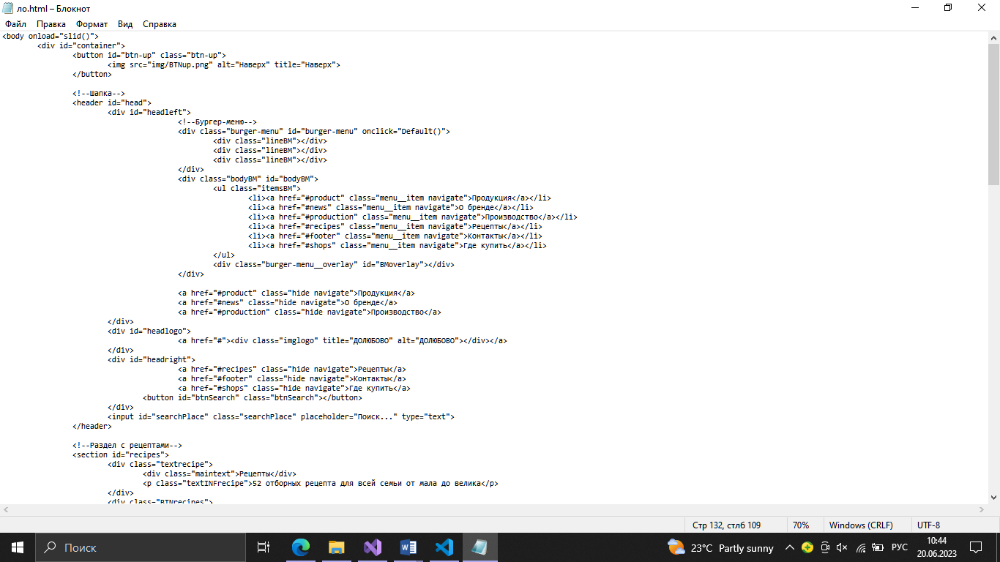 ло.html – Блокнот
Файл Правка Формат Вид Справка
<body onload="slid()">
<div id="container">
<button id="btn-up" class="btn-up">
<img src="img/BTNup.png" alt="Наверх" title="Наверх">
</button>
<!--Шапка-->
<header id="head">
<div id="headleft">
<!--Бургер-меню-->
<div class="burger-menu" id="burger-menu" onclick="Default()">
<div class="lineBM"></div>
<div class="lineBM"></div>
<div class="lineBM"></div>
</div>
<div class="bodyBM" id="bodyBM">
<ul class="itemsBM">
<li><a href="#product" class="menu__item navigate">Продукция</a></li>
<li><a href="#news" class="menu__item navigate">О бренде</a></li>
<li><a href="#production" class="menu__item navigate">Производство</a></li>
<li><a href="#recipes" class="menu__item navigate">Рецепты</a></li>
<li><a href="#footer" class="menu__item navigate">Контакты</a></li>
<li><a href="#shops" class="menu__item navigate">Где купить</a></li>
</ul>
<div class="burger-menu__overlay" id="BMoverlay"></div>
</div>
<a href="#product" class="hide navigate">Продукция</a>
<a href="#news" class="hide navigate">О бренде</a>
<a href="#production" class="hide navigate">Производство</a>
</div>
<div id="headlogo">
<a href="#"><div class="imglogo" title="ДОЛЮБОВО" alt="ДОЛЮБОВО"></div></a>
</div>
<div id="headright">
<a href="#recipes" class="hide navigate">Рецепты</a>
<a href="#footer" class="hide navigate">Контакты</a>
<a href="#shops" class="hide navigate">Где купить</a>
<button id="btnSearch" class="btnSearch"></button>
</div>
<input id="searchPlace" class="searchPlace" placeholder="Поиск..." type="text">
</header>
<!--Раздел с рецептами-->
<section id="recipes">
<div class="textrecipe">
<div class="maintext">Рецепты</div>
<p class="textINFrecipe">52 отборных рецепта для всей семьи от мала до велика</p>
</div>
<div class="BTNrecipes">
Стр 132, стлб 109 70% Windows (CRLF) UTF-8
Поиск 23°C Partly sunny РУС 10:44
20.06.2023